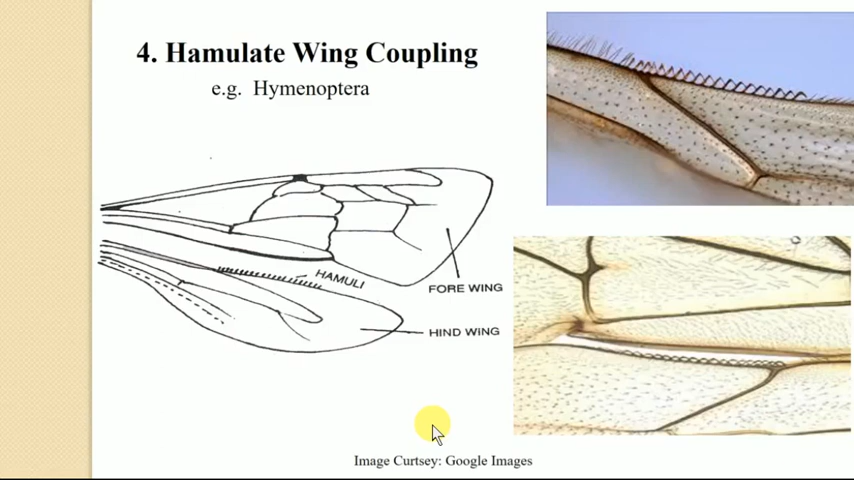 4. Hamulate Wing Coupling
e.g. Hymenoptera
HAMULI
FORE WING
HIND WING
Image Curtsey: Google Images